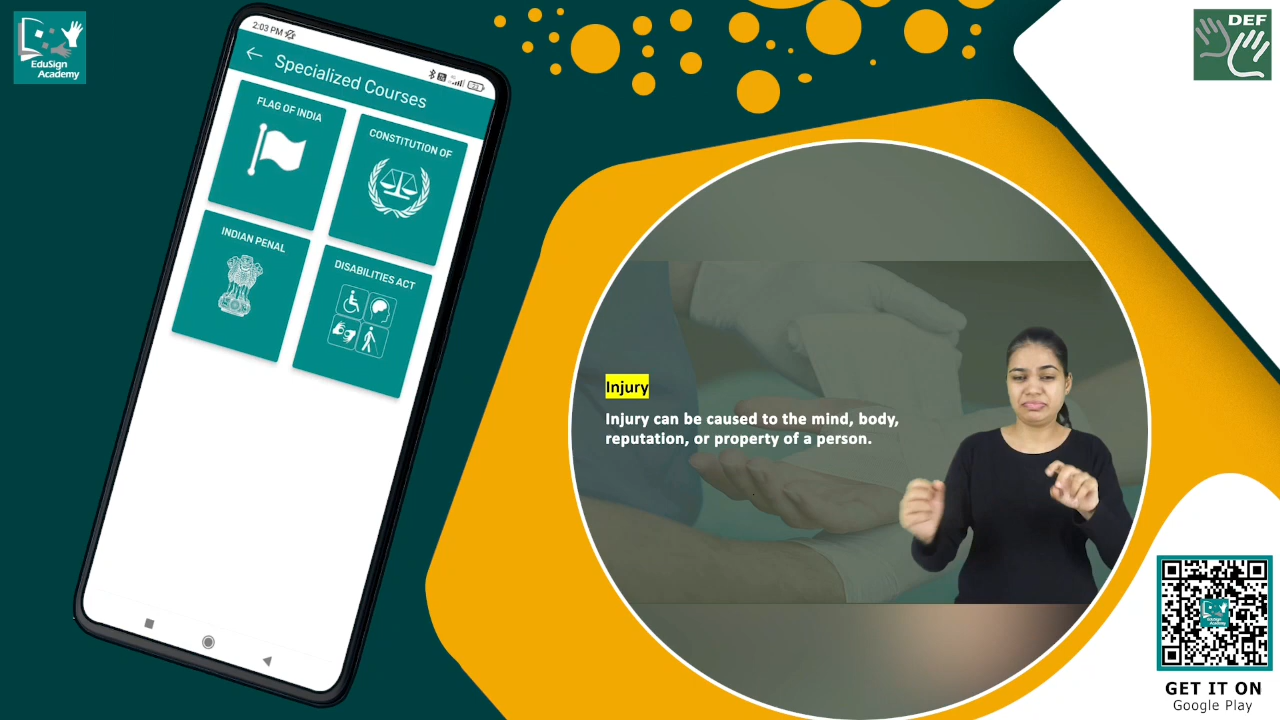 EduSign
Academy
2:03 PM
Specialized Courses
FLAG OF INDIA
CONSTITUTION OF
INDIAN PENAL
DISABILITIES ACT
DEF
Injury
Injury can be caused to the mind, body,
reputation, or property of a person.
GET IT ON
Google Play